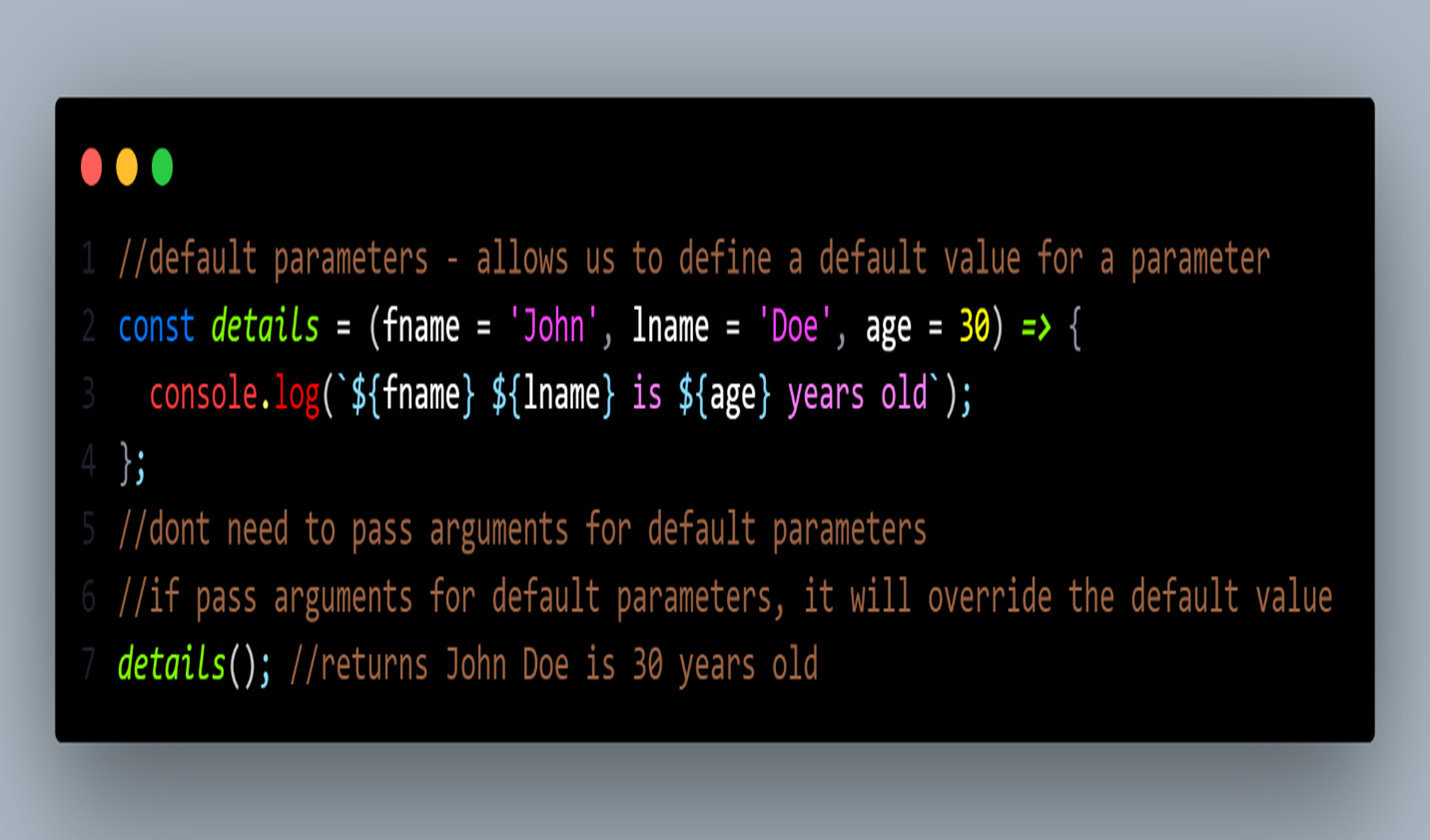 1 //default parameters - allows us to define a default value for a parameter
2 const details = (fname = 'John', lname = 'Doe', age = 30) => {
3   console.log(`${fname} ${lname} is ${age} years old`);
4 };
5 //dont need to pass arguments for default parameters
6 //if pass arguments for default parameters, it will override the default value
7 details(); //returns John Doe is 30 years old